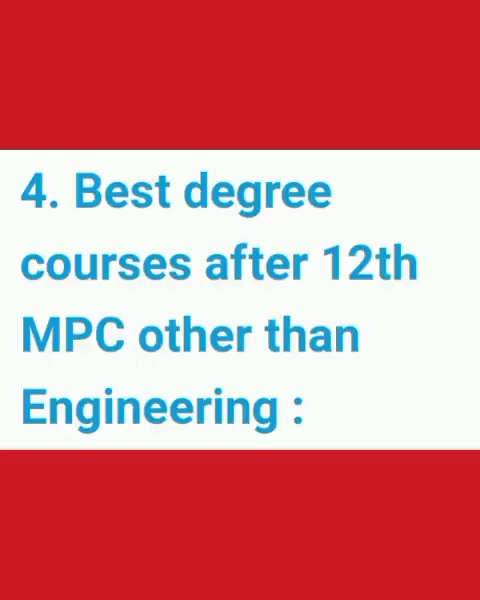 4. Best degree
courses after 12th
MPC other than
Engineering :